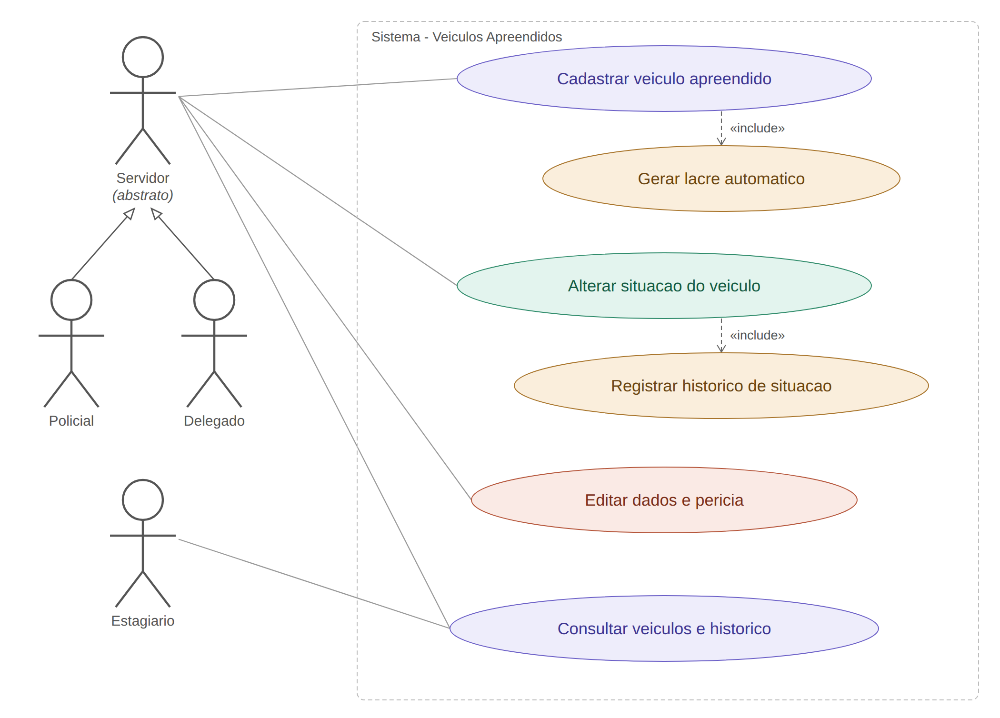 Sistema - Veiculos Apreendidos
Cadastrar veiculo apreendido
«include»
Gerar lacre automatico
Servidor
(abstrato)
Alterar situacao do veiculo
«include»
Registrar historico de situacao
Policial
Delegado
Editar dados e pericia
Estagiario
Consultar veiculos e historico